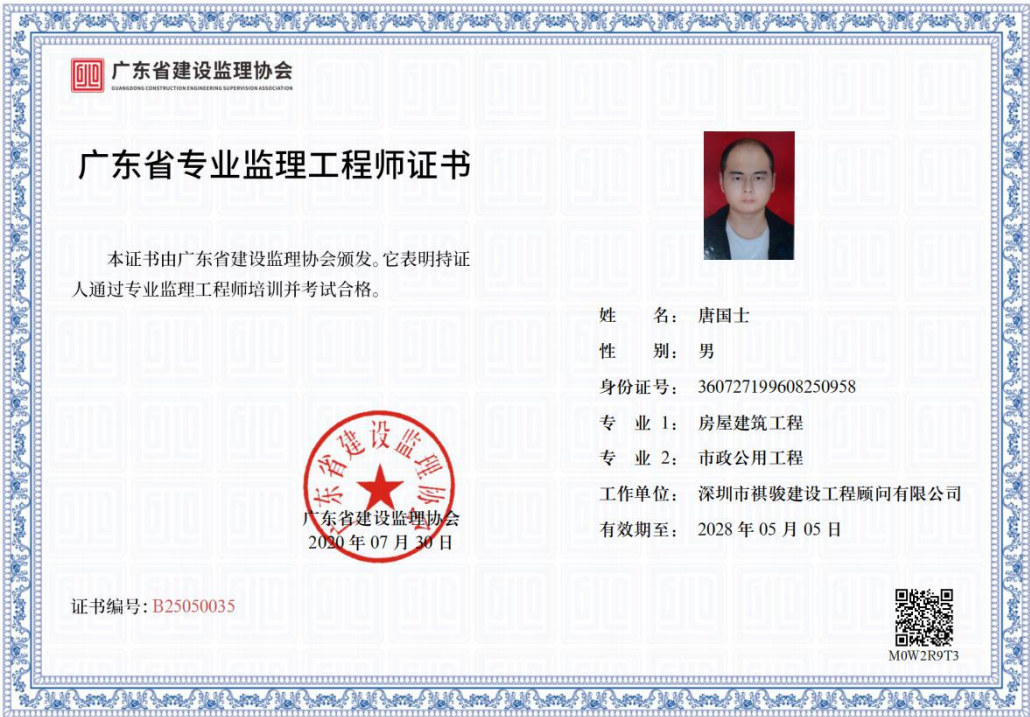 广东省建设监理协会
GUANGDONG CONSTRUCTION ENGINEERING SUPERVISION ASSOCIATION
广东省专业监理工程师证书
本证书由广东省建设监理协会颁发。它表明持证
人通过专业监理工程师培训并考试合格。
姓 名： 唐国士
性 别： 男
身份证号： 360727199608250958
专 业 1： 房屋建筑工程
专 业 2： 市政公用工程
工作单位： 深圳市祺骏建设工程顾问有限公司
有效期至： 2028 年 05 月 05 日
广东省建设监理协会
广东省建设监理协会
2020 年 07 月 30 日
证书编号：B25050035
M0W2R9T3